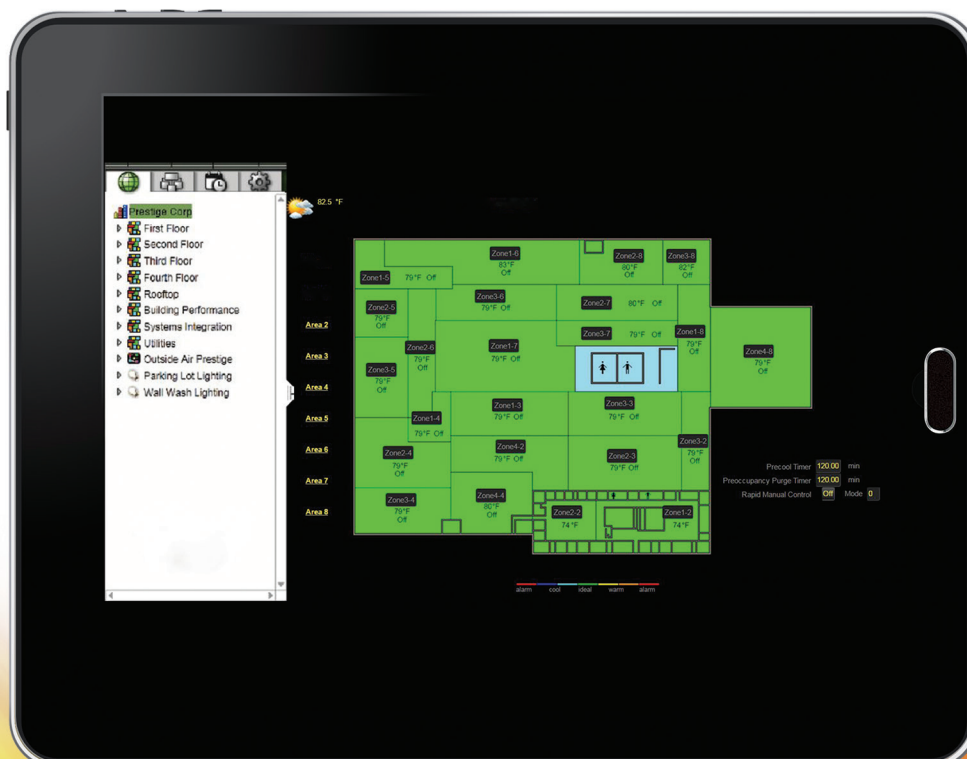 82.5 °F
Prestige Corp
First Floor
Second Floor
Third Floor
Fourth Floor
Rooftop
Building Performance
Systems Integration
Utilities
Outside Air Prestige
Parking Lot Lighting
Wall Wash Lighting
Area 2
Area 3
Area 4
Area 5
Area 6
Area 7
Area 8
Zone1-6
83°F
Off
Zone2-8
80°F
Off
Zone3-8
82°F
Off
Zone1-5 79°F Off
Zone3-6
79°F Off
Zone2-7 80°F Off
Zone2-5
79°F
Off
Zone3-7 79°F Off
Zone1-8
79°F
Off
Zone2-6
79°F
Off
Zone1-7
79°F Off
Zone4-8
79°F
Off
Zone3-5
79°F
Off
Zone1-3
79°F Off
Zone3-3
79°F Off
Zone1-4
79°F Off
Zone4-2
79°F Off
Zone3-2
79°F
Off
Zone2-4
79°F
Off
Zone2-3
79°F Off
Zone3-4
79°F
Off
Zone4-4
80°F
Off
Zone2-2
74°F
Zone1-2
74°F
Precool Timer 120.00 min
Preoccupancy Purge Timer 120.00 min
Rapid Manual Control Off Mode 0
alarm cool ideal warm alarm